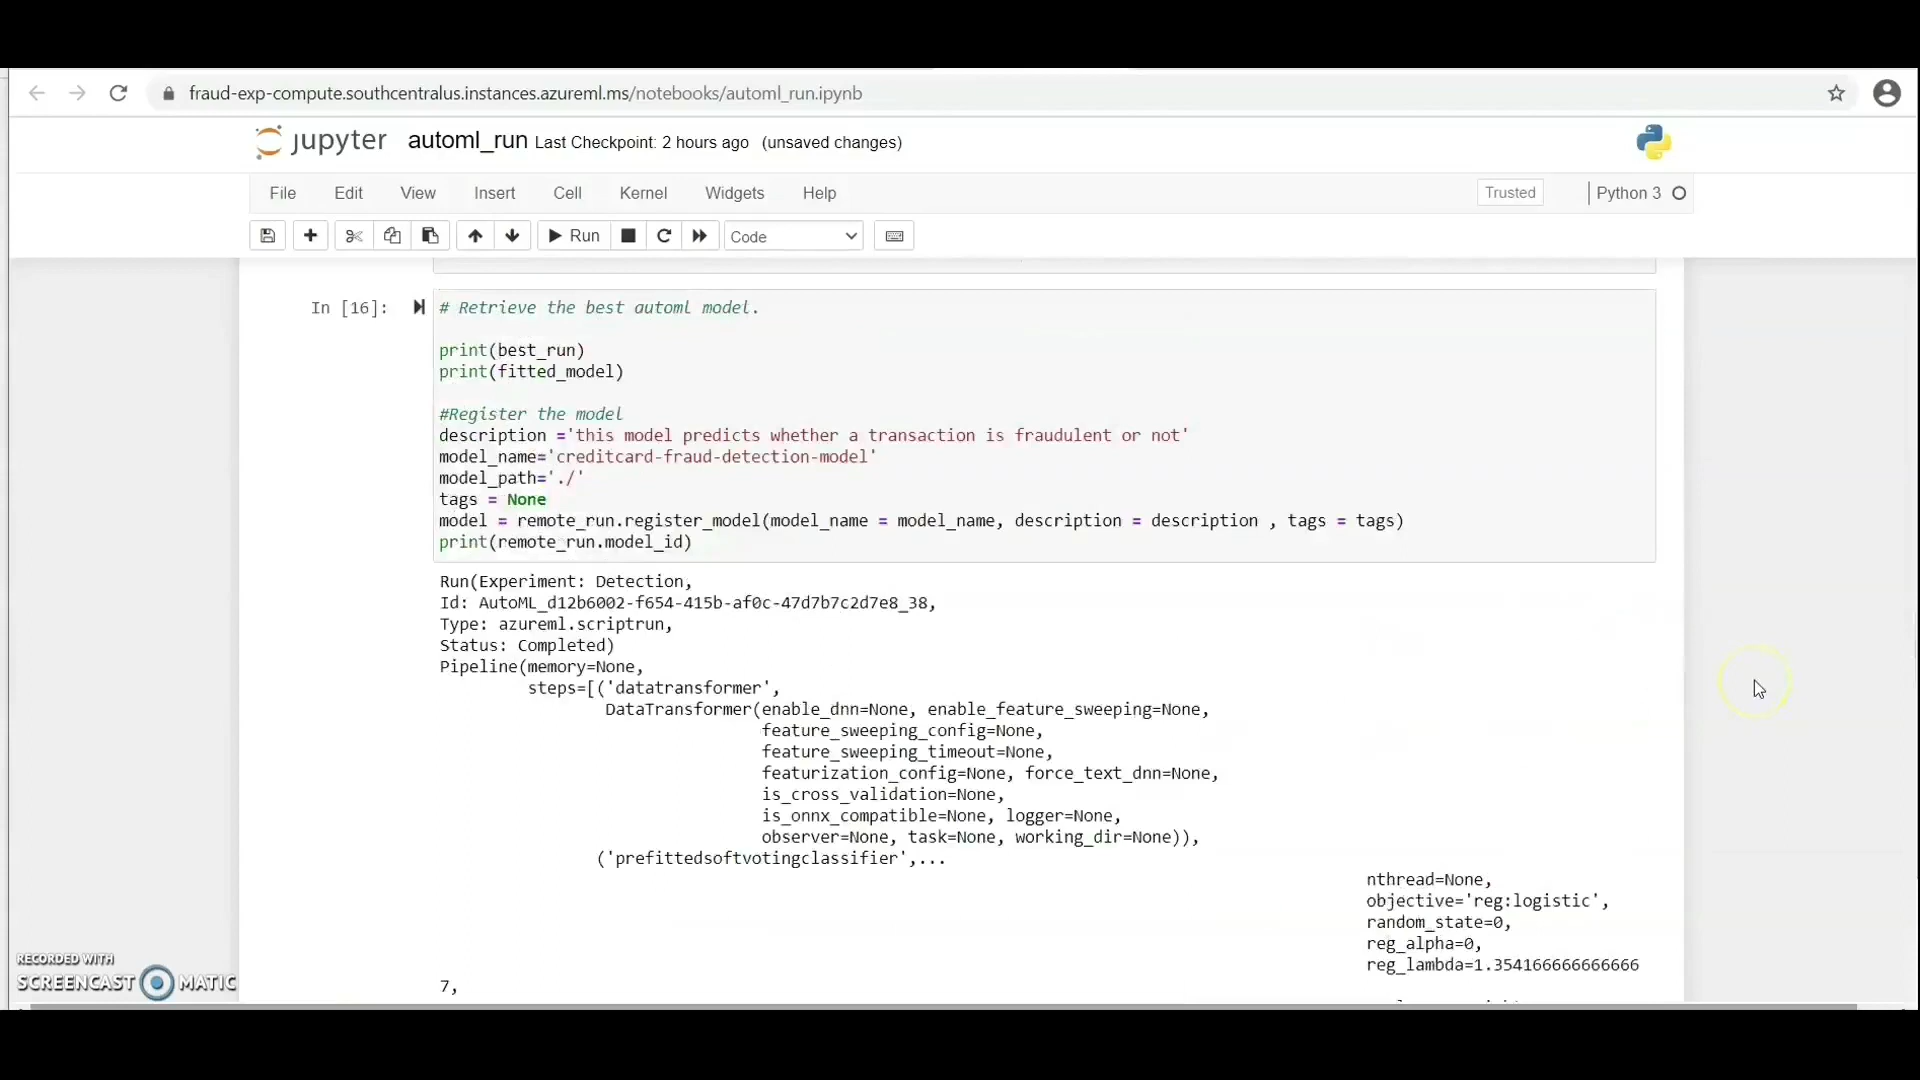 fraud-exp-compute.southcentralus.instances.azureml.ms/notebooks/automl_run.ipynb
jupyter automl_run Last Checkpoint: 2 hours ago (unsaved changes)
File Edit View Insert Cell Kernel Widgets Help Trusted Python 3
Run Code
In [16]: # Retrieve the best automl model.
print(best_run)
print(fitted_model)
#Register the model
description ='this model predicts whether a transaction is fraudulent or not'
model_name='creditcard-fraud-detection-model'
model_path='./'
tags = None
model = remote_run.register_model(model_name = model_name, description = description , tags = tags)
print(remote_run.model_id)
Run(Experiment: Detection,
Id: AutoML_d12b6002-f654-415b-af0c-47d7b7c2d7e8_38,
Type: azureml.scriptrun,
Status: Completed)
Pipeline(memory=None,
steps=[('datatransformer',
DataTransformer(enable_dnn=None, enable_feature_sweeping=None,
feature_sweeping_config=None,
feature_sweeping_timeout=None,
featurization_config=None, force_text_dnn=None,
is_cross_validation=None,
is_onnx_compatible=None, logger=None,
observer=None, task=None, working_dir=None)),
('prefittedsoftvotingclassifier',...
nthread=None,
objective='reg:logistic',
random_state=0,
reg_alpha=0,
reg_lambda=1.354166666666666
7,
RECORDED WITH
SCREENCAST MATIC